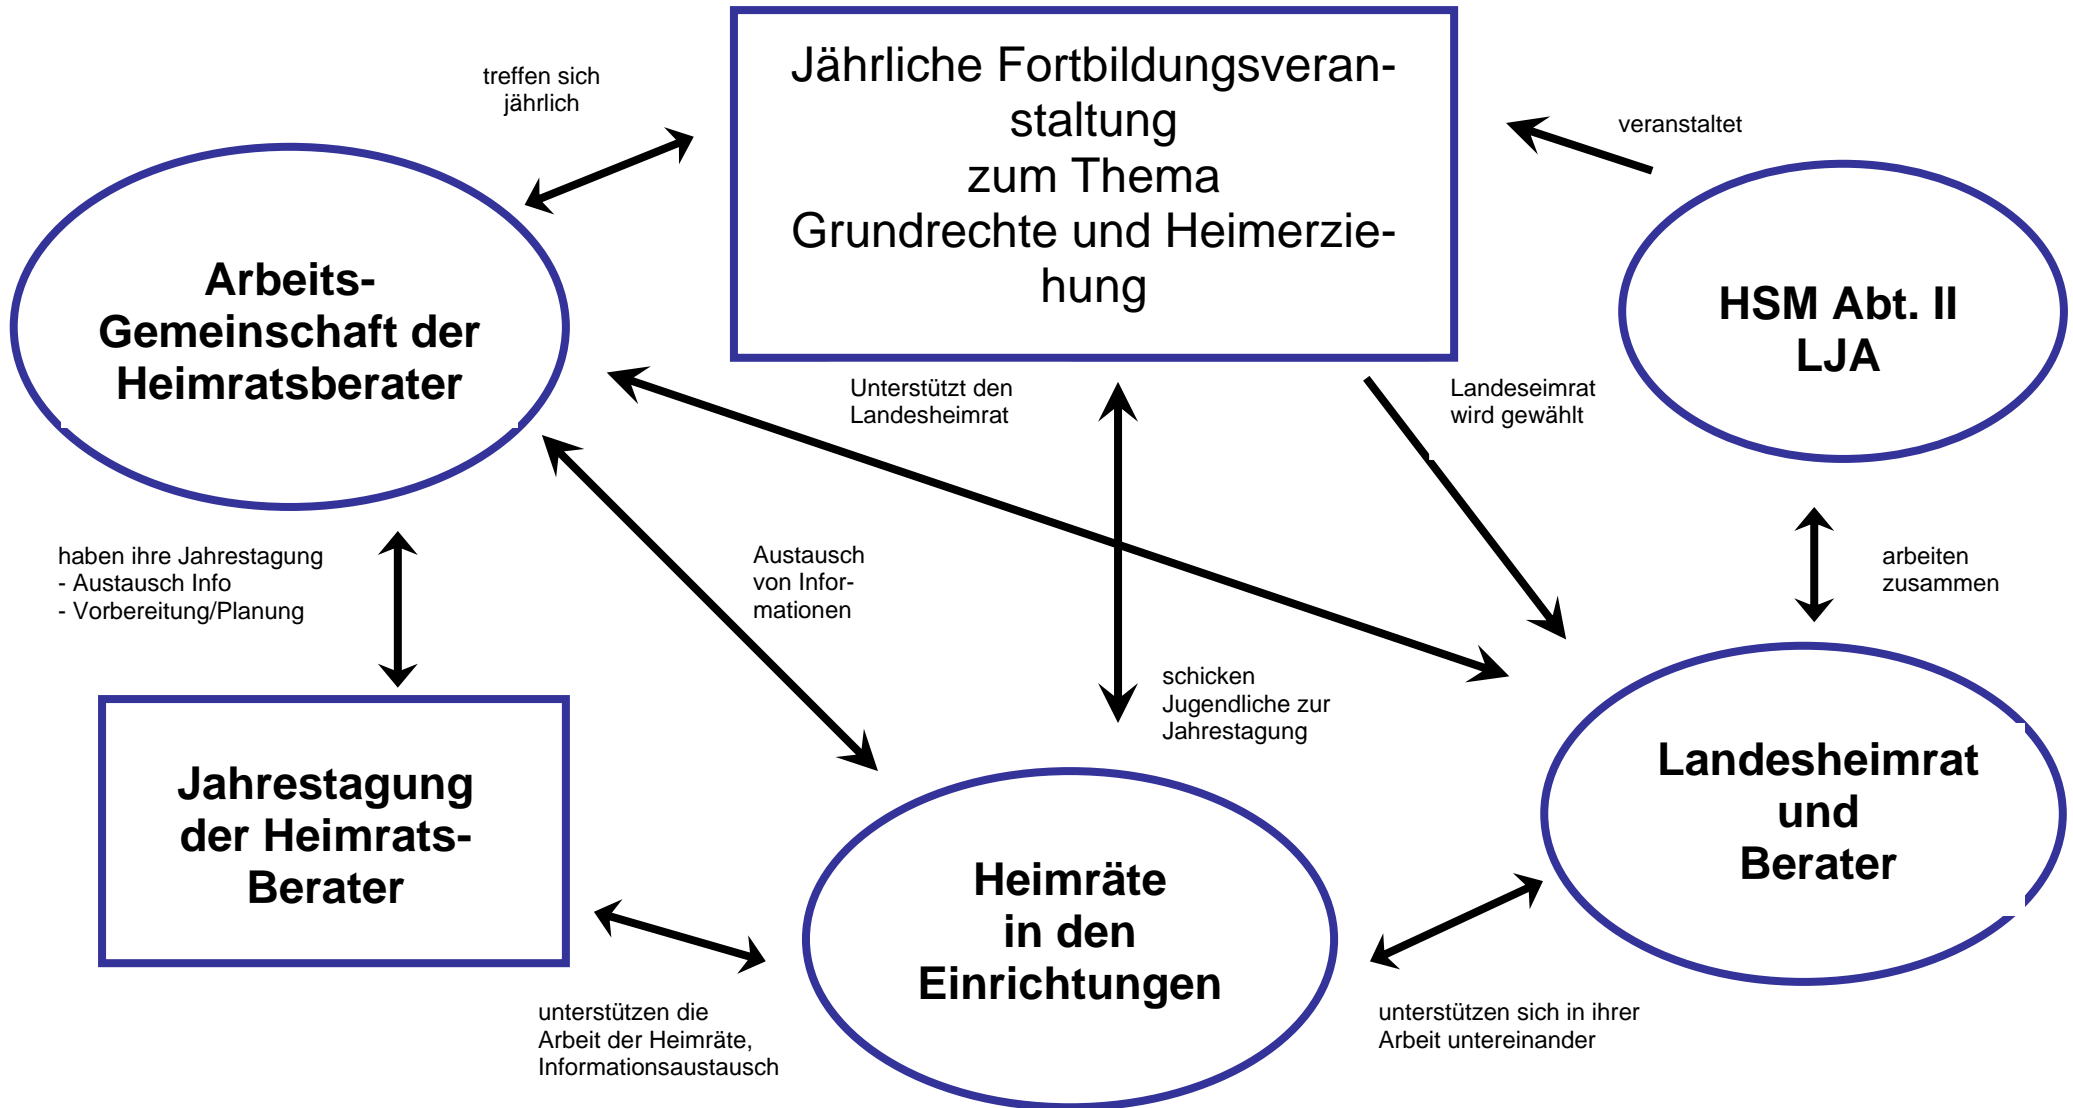 treffen sich
jährlich
Jährliche Fortbildungsveran-
staltung
zum Thema
Grundrechte und Heimerzie-
hung
veranstaltet
Arbeits-
Gemeinschaft der
Heimratsberater
HSM Abt. II
LJA
Unterstützt den
Landesheimrat
Landeseimrat
wird gewählt
haben ihre Jahrestagung
- Austausch Info
- Vorbereitung/Planung
Austausch
von Infor-
mationen
arbeiten
zusammen
schicken
Jugendliche zur
Jahrestagung
Jahrestagung
der Heimrats-
Berater
Landesheimrat
und
Berater
Heimräte
in den
Einrichtungen
unterstützen die
Arbeit der Heimräte,
Informationsaustausch
unterstützen sich in ihrer
Arbeit untereinander